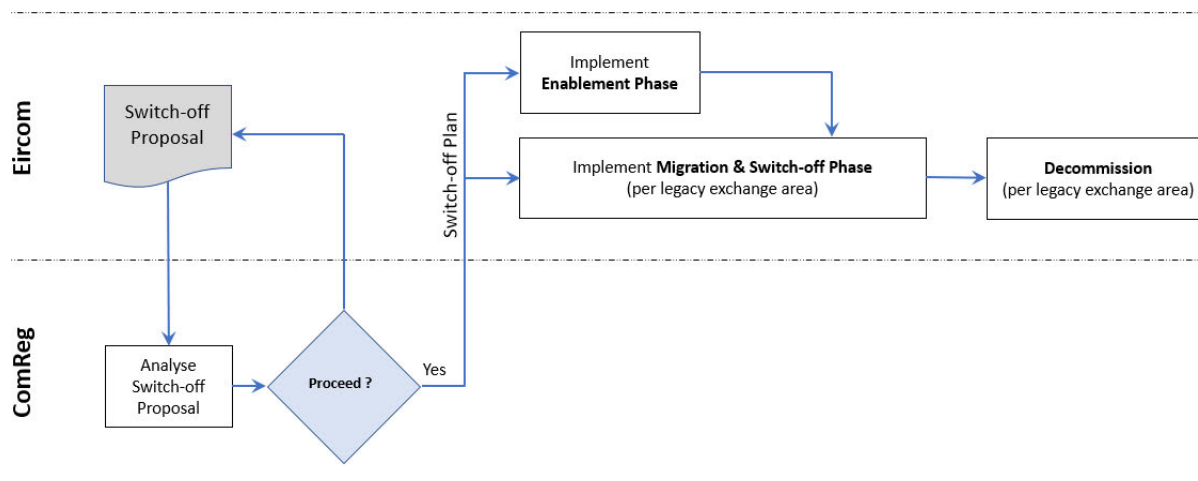 Eircom
Switch-off
Proposal
Switch-off Plan
Implement
Enablement Phase
Implement Migration & Switch-off Phase
(per legacy exchange area)
Decommission
(per legacy exchange area)
ComReg
Analyse
Switch-off
Proposal
Proceed ?
Yes